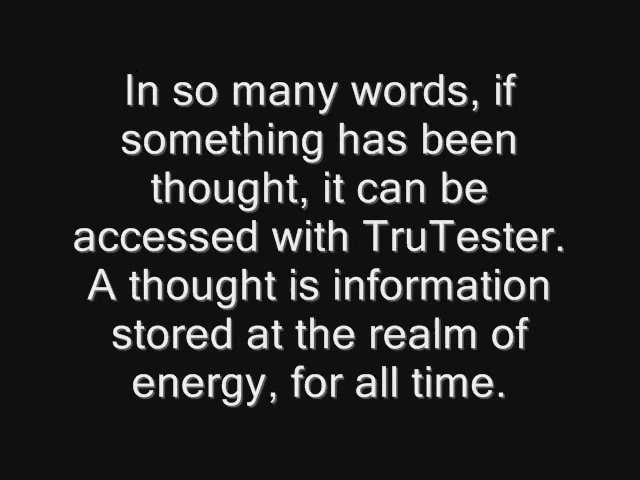 In so many words, if
something has been
thought, it can be
accessed with TruTester.
A thought is information
stored at the realm of
energy, for all time.